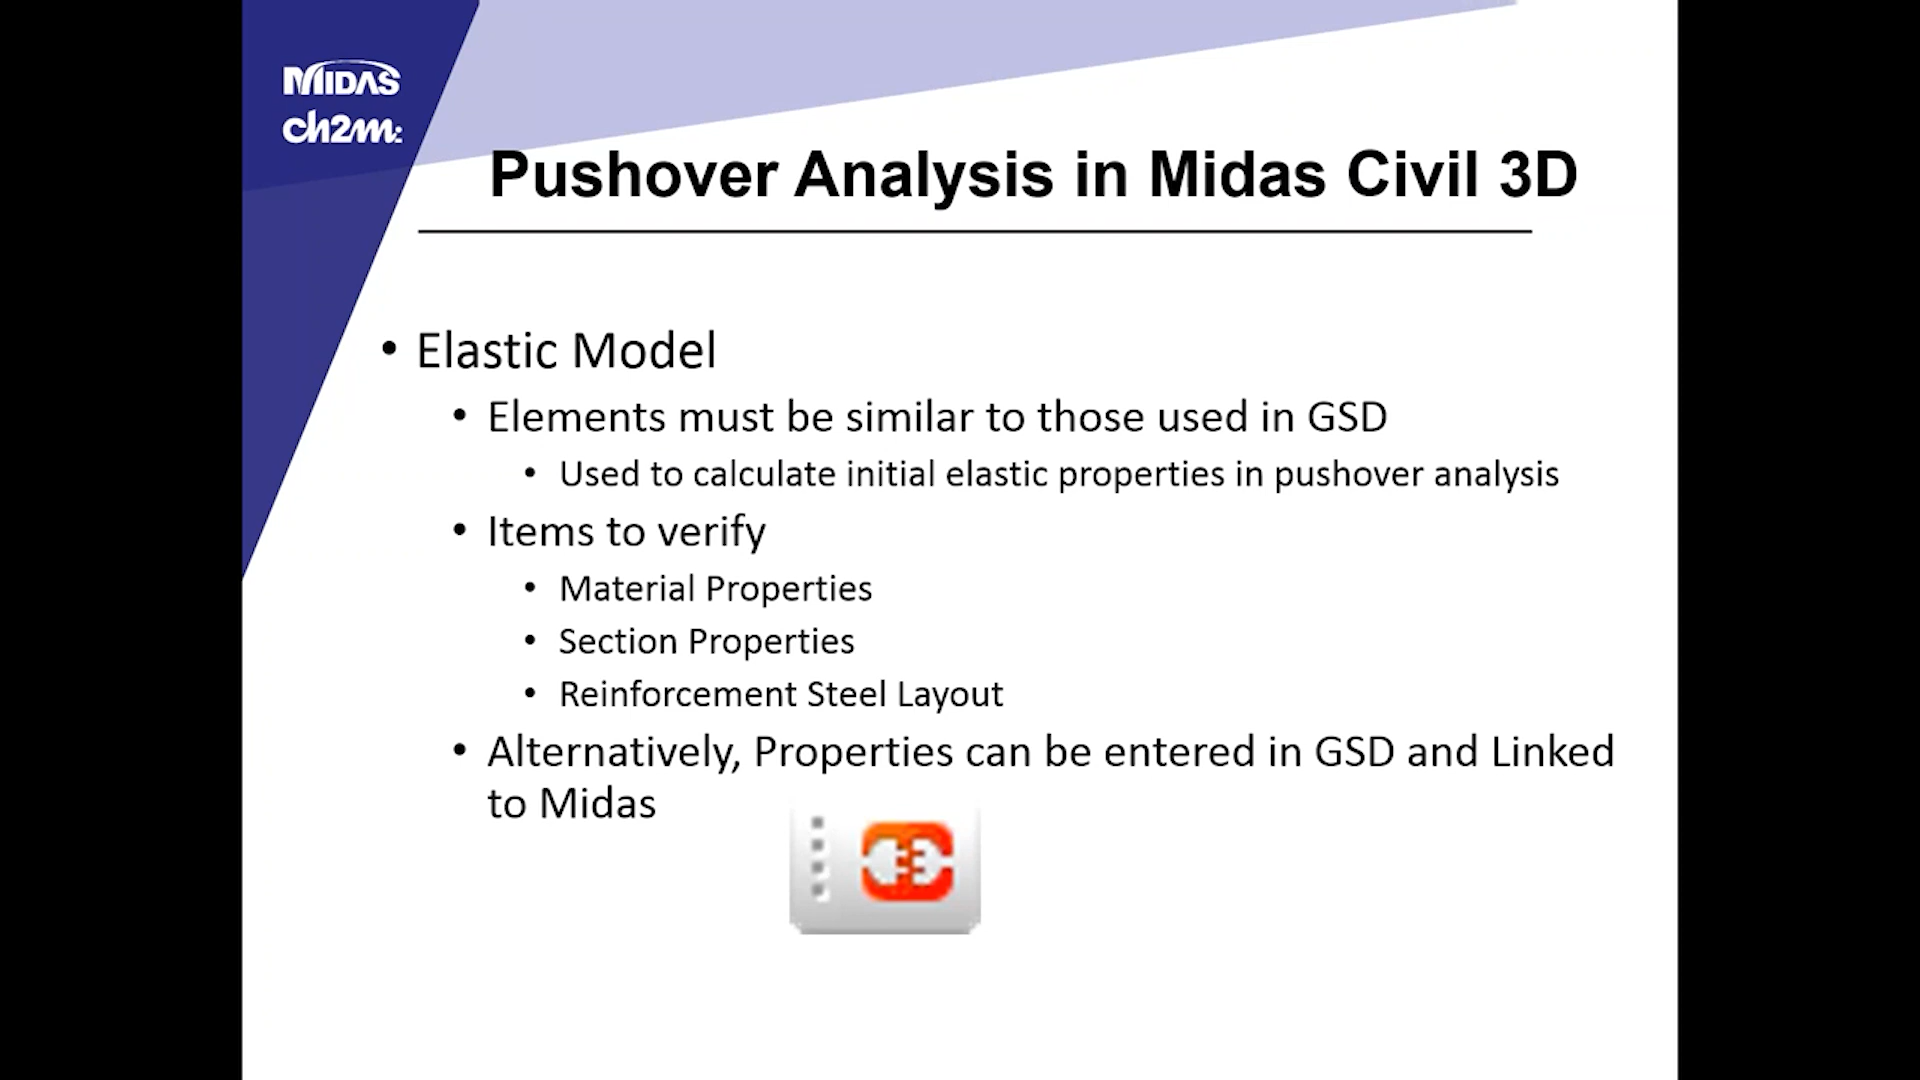 MIDAS
ch2m:
Pushover Analysis in Midas Civil 3D
• Elastic Model
• Elements must be similar to those used in GSD
• Used to calculate initial elastic properties in pushover analysis
• Items to verify
• Material Properties
• Section Properties
• Reinforcement Steel Layout
• Alternatively, Properties can be entered in GSD and Linked
to Midas